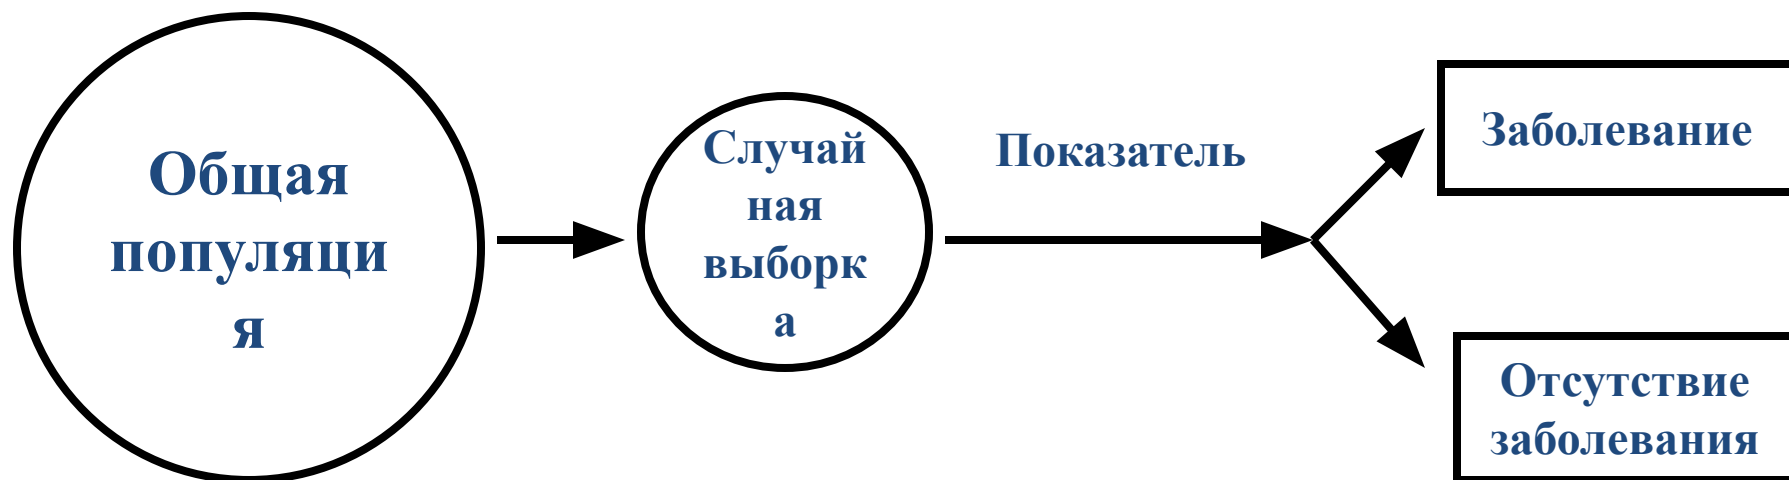 Общая
популяци
я
Случай
ная
выборк
а
Показатель
Заболевание
Отсутствие
заболевания